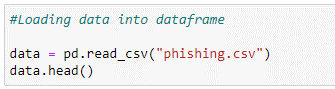 #Loading data into dataframe
data = pd.read_csv("phishing.csv")
data.head()